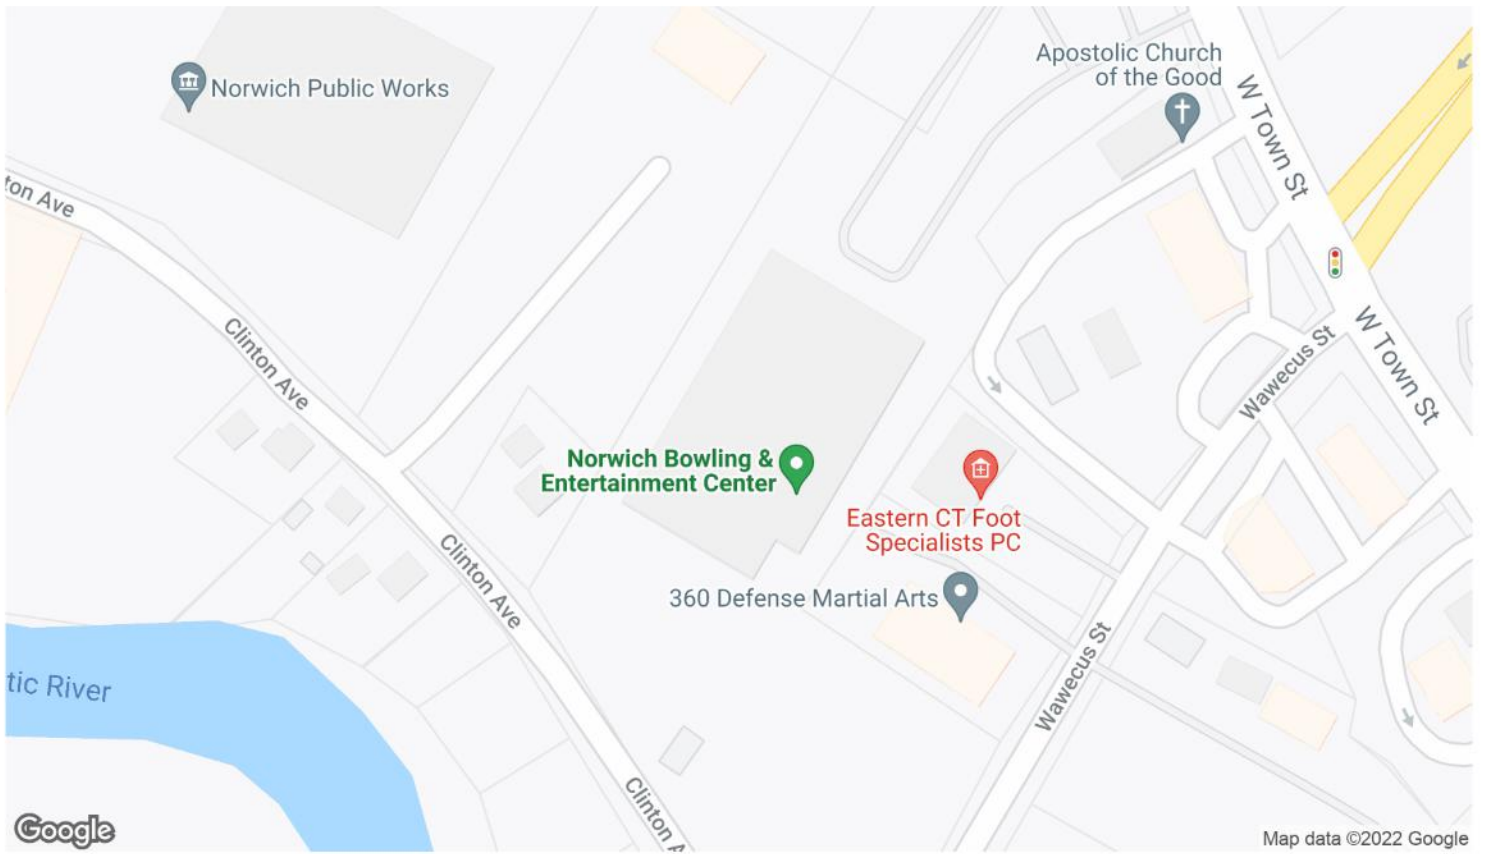 Apostolic Church
of the Good
Norwich Public Works
W Town St
ton Ave
Clinton Ave
W Town St
Wawecus St
Norwich Bowling &
Entertainment Center
Eastern CT Foot
Specialists PC
Clinton Ave
360 Defense Martial Arts
Wawecus St
tic River
Clinton A
Google
Map data ©2022 Google